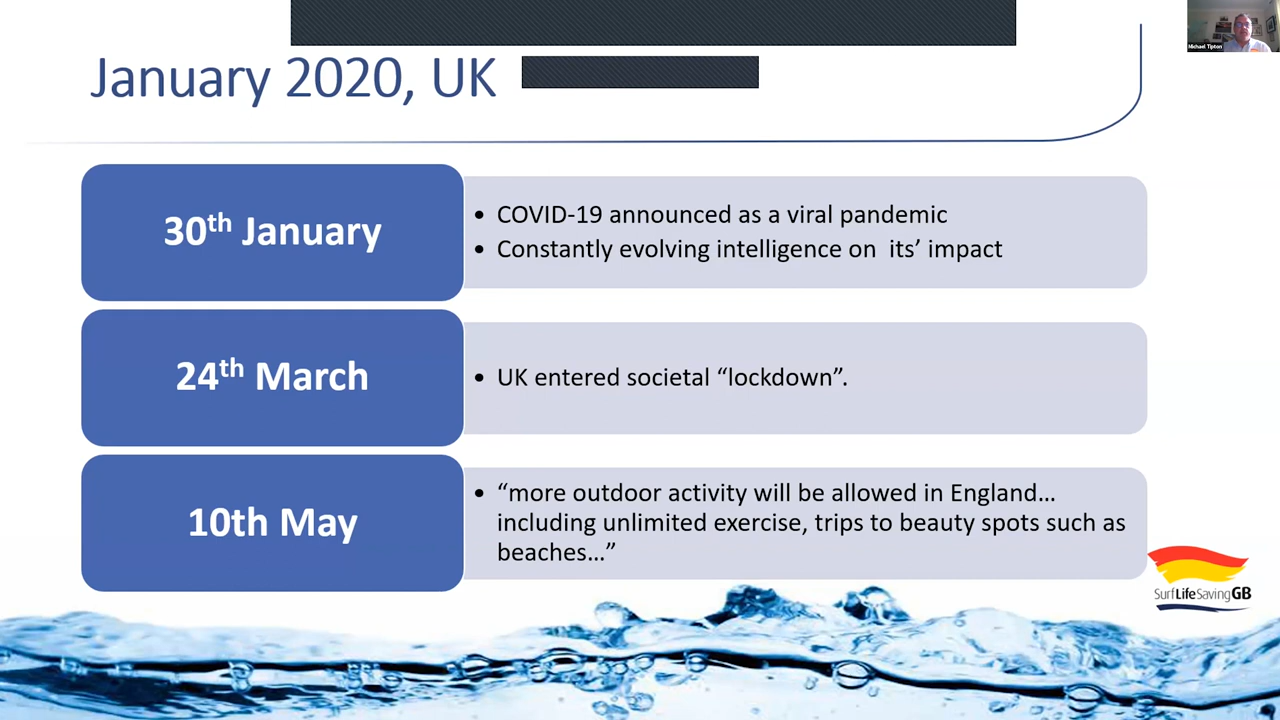 Michael Tipton
January 2020, UK
30th January
• COVID-19 announced as a viral pandemic
• Constantly evolving intelligence on  its’ impact
24th March
• UK entered societal “lockdown”.
10th May
• “more outdoor activity will be allowed in England…
including unlimited exercise, trips to beauty spots such as
beaches…”
SurfLifeSavingGB